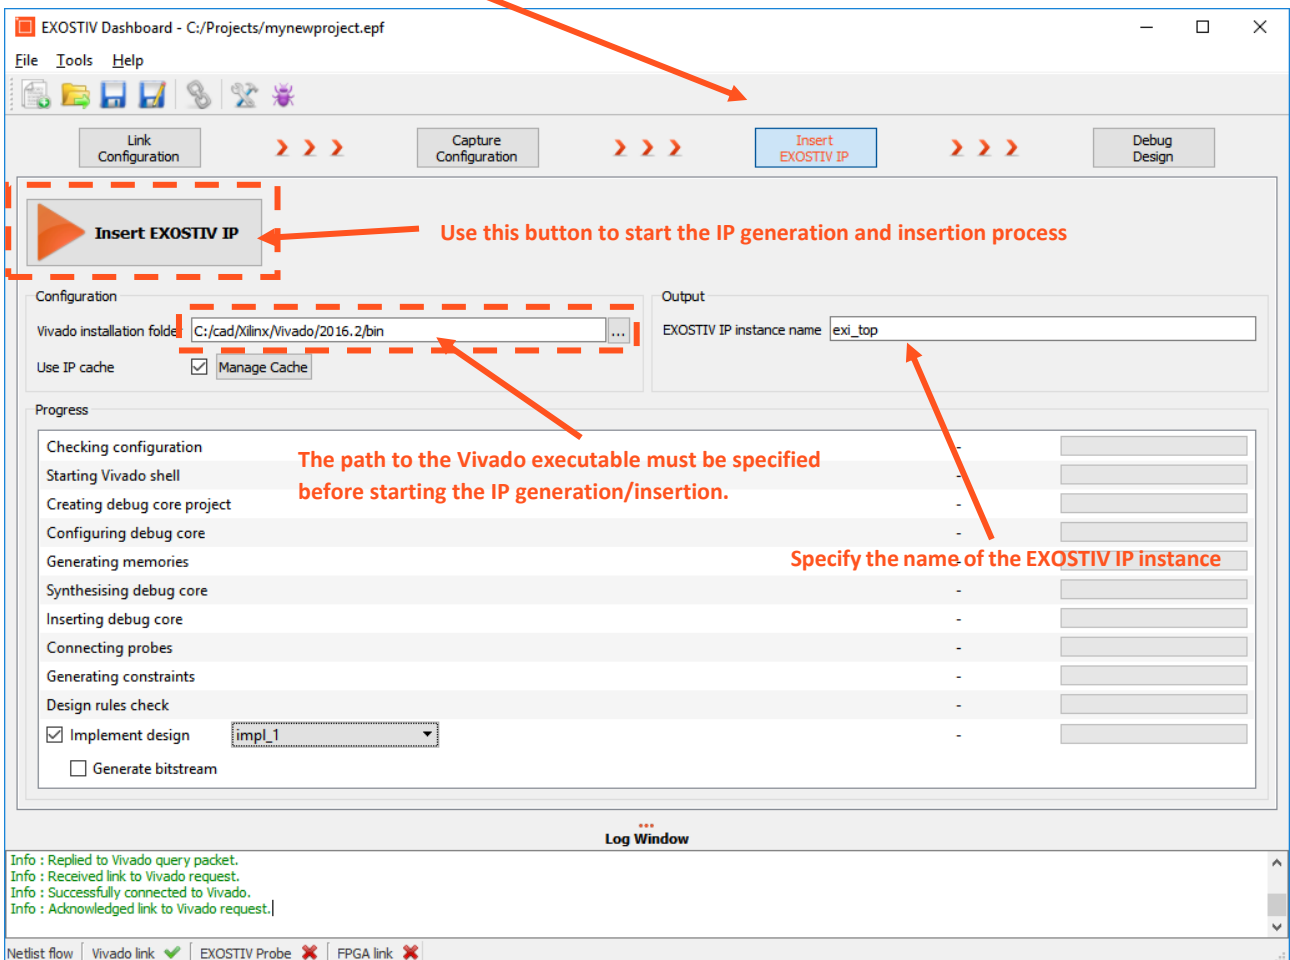 EXOSTIV Dashboard - C:/Projects/mynewproject.epf
File Tools Help
Link Configuration
Capture Configuration
Insert EXOSTIV IP
Debug Design
Insert EXOSTIV IP
Use this button to start the IP generation and insertion process
Configuration
Vivado installation folder C:/cad/Xilinx/Vivado/2016.2/bin ...
Use IP cache Manage Cache
Output
EXOSTIV IP instance name exi_top
Progress
Checking configuration -
Starting Vivado shell -
Creating debug core project -
Configuring debug core -
Generating memories -
Synthesising debug core -
Inserting debug core -
Connecting probes -
Generating constraints -
Design rules check -
Implement design impl_1 -
Generate bitstream
The path to the Vivado executable must be specified
before starting the IP generation/insertion.
Specify the name of the EXOSTIV IP instance
Log Window
Info : Replied to Vivado query packet.
Info : Received link to Vivado request.
Info : Successfully connected to Vivado.
Info : Acknowledged link to Vivado request.
Netlist flow Vivado link EXOSTIV Probe FPGA link